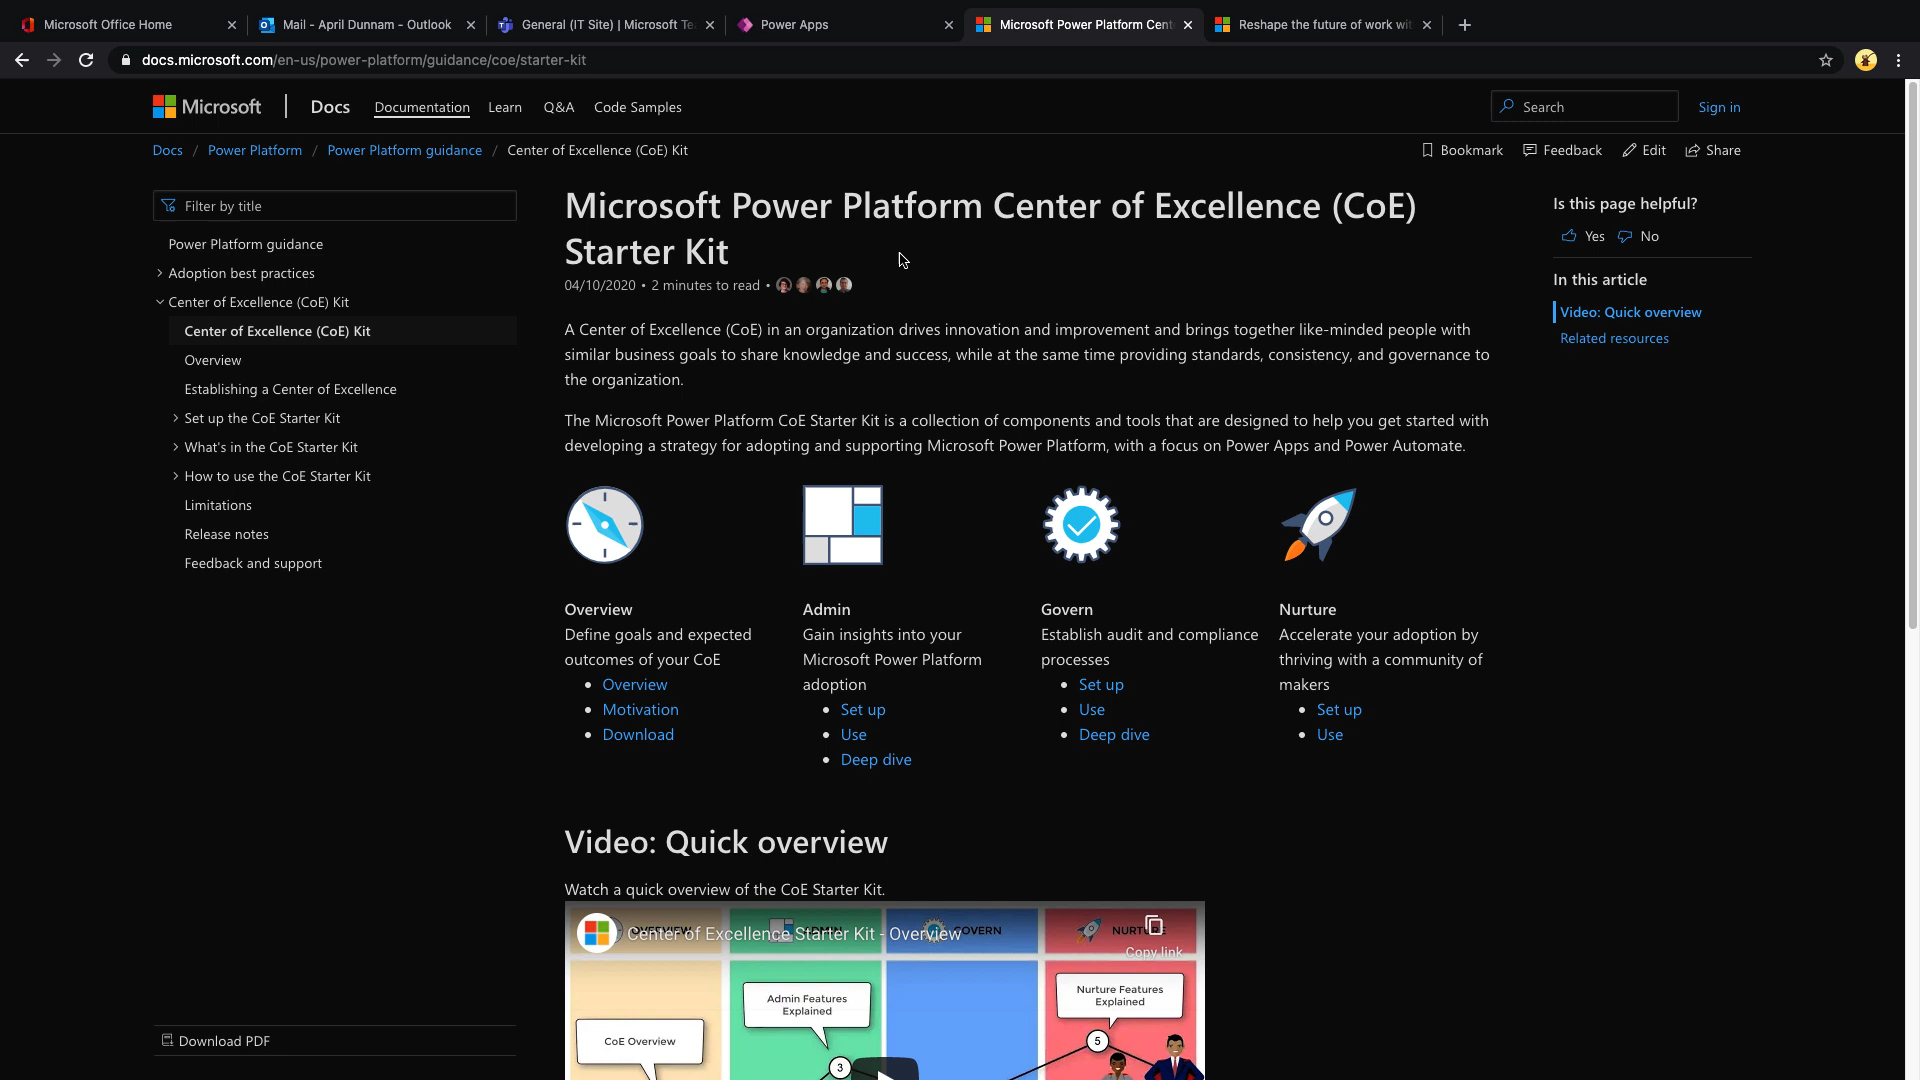 Microsoft Office Home
Mail - April Dunnam - Outlook
General (IT Site) | Microsoft Te
Power Apps
Microsoft Power Platform Cent
Reshape the future of work wit
docs.microsoft.com/en-us/power-platform/guidance/coe/starter-kit
Microsoft
Docs
Documentation
Learn
Q&A
Code Samples
Search
Sign in
Docs / Power Platform / Power Platform guidance / Center of Excellence (CoE) Kit
Bookmark
Feedback
Edit
Share
Filter by title
Power Platform guidance
Adoption best practices
Center of Excellence (CoE) Kit
Center of Excellence (CoE) Kit
Overview
Establishing a Center of Excellence
Set up the CoE Starter Kit
What's in the CoE Starter Kit
How to use the CoE Starter Kit
Limitations
Release notes
Feedback and support
Download PDF
Microsoft Power Platform Center of Excellence (CoE)
Starter Kit
04/10/2020 • 2 minutes to read •
A Center of Excellence (CoE) in an organization drives innovation and improvement and brings together like-minded people with
similar business goals to share knowledge and success, while at the same time providing standards, consistency, and governance to
the organization.
The Microsoft Power Platform CoE Starter Kit is a collection of components and tools that are designed to help you get started with
developing a strategy for adopting and supporting Microsoft Power Platform, with a focus on Power Apps and Power Automate.
Overview
Define goals and expected
outcomes of your CoE
• Overview
• Motivation
• Download
Admin
Gain insights into your
Microsoft Power Platform
adoption
• Set up
• Use
• Deep dive
Govern
Establish audit and compliance
processes
• Set up
• Use
• Deep dive
Nurture
Accelerate your adoption by
thriving with a community of
makers
• Set up
• Use
Video: Quick overview
Watch a quick overview of the CoE Starter Kit.
Center of Excellence Starter Kit - Overview
OVERVIEW
ADMIN
GOVERN
NURTURE
Copy link
CoE Overview
Admin Features
Explained
3
Nurture Features
Explained
5
Is this page helpful?
Yes
No
In this article
Video: Quick overview
Related resources